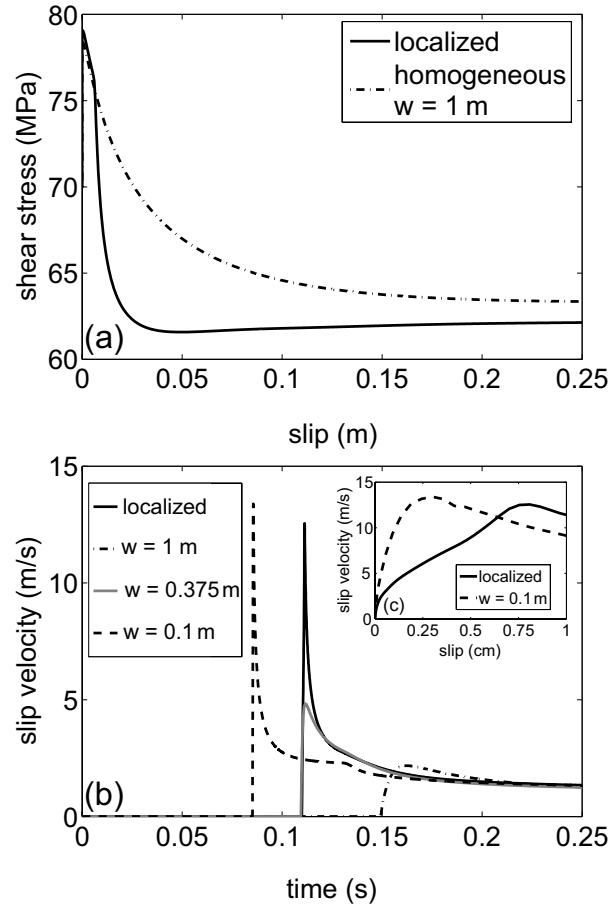 80
75
70
65
60
shear stress (MPa)
localized
homogeneous
w = 1 m
(a)
0
0.05
0.1
0.15
0.2
0.25
slip (m)
15
10
5
0
slip velocity (m/s)
localized
w = 1 m
w = 0.375 m
w = 0.1 m
(b)
15
10
5
0
slip velocity (m/s)
localized
w = 0.1 m
(c)
0
0.25
0.5
0.75
1
slip (cm)
0
0.05
0.1
0.15
0.2
0.25
time (s)